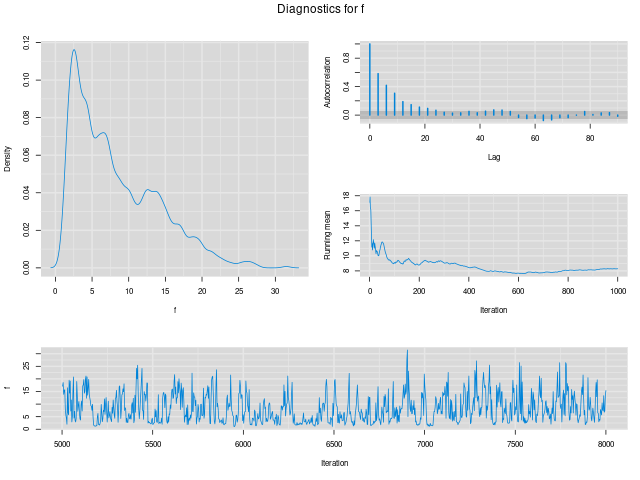 Diagnostics for f
Density
0.00
0.02
0.04
0.06
0.08
0.10
0.12
0 5 10 15 20 25 30
f
Autocorrelation
0.0
0.4
0.8
0 20 40 60 80
Lag
Running mean
8
10
12
14
16
18
0 200 400 600 800 1000
Iteration
f
0
5
15
25
5000 5500 6000 6500 7000 7500 8000
Iteration